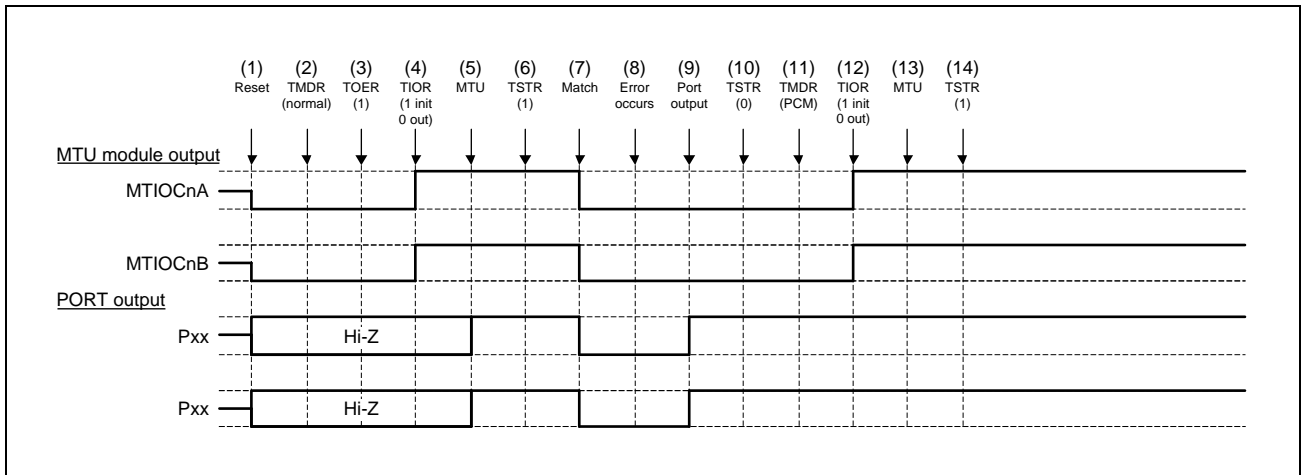 (1) (2) (3) (4) (5) (6) (7) (8) (9) (10) (11) (12) (13) (14)
Reset TMDR TOER TIOR MTU TSTR Match Error Port TSTR TMDR TIOR MTU TSTR
(normal) (1) (1 init (1) occurs output (0) (PCM) (1 init (1)
0 out) 0 out)
MTU module output
MTIOCnA
MTIOCnB
PORT output
Pxx Hi-Z
Pxx Hi-Z